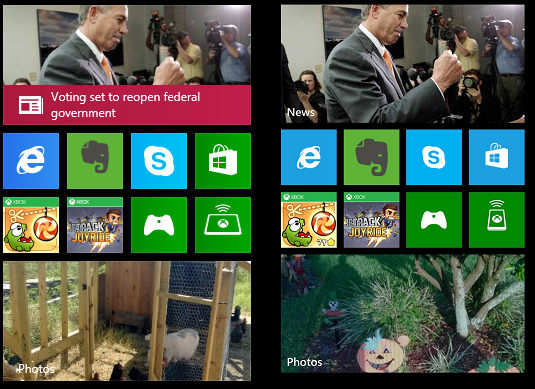 Voting set to reopen federal
government
News
XBOX
XBOX
JETPACK
JOYRIDE
XBOX
XBOX
JETPACK
JOYRIDE
Photos
Photos